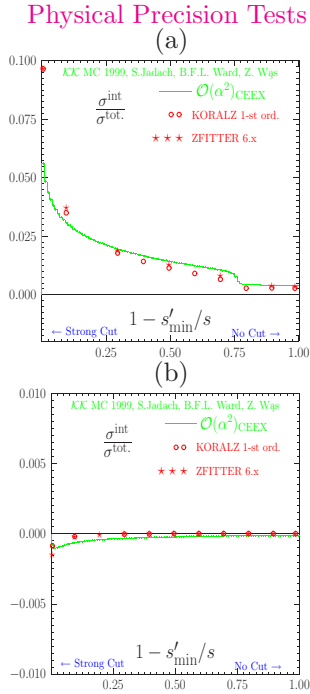 Physical Precision Tests
(a)
0.100
KK MC 1999, S.Jadach, B.F.L. Ward, Z. Wąs
σ^int/σ^tot.
O(α²)CEEX
KORALZ 1-st ord.
ZFITTER 6.x
0.075
0.050
0.025
0.000
1 − s′min/s
← Strong Cut
No Cut →
0.25 0.50 0.75 1.00
(b)
0.010
KK MC 1999, S.Jadach, B.F.L. Ward, Z. Wąs
σ^int/σ^tot.
O(α²)CEEX
KORALZ 1-st ord.
ZFITTER 6.x
0.005
0.000
−0.005
1 − s′min/s
← Strong Cut
No Cut →
−0.010
0.25 0.50 0.75 1.00